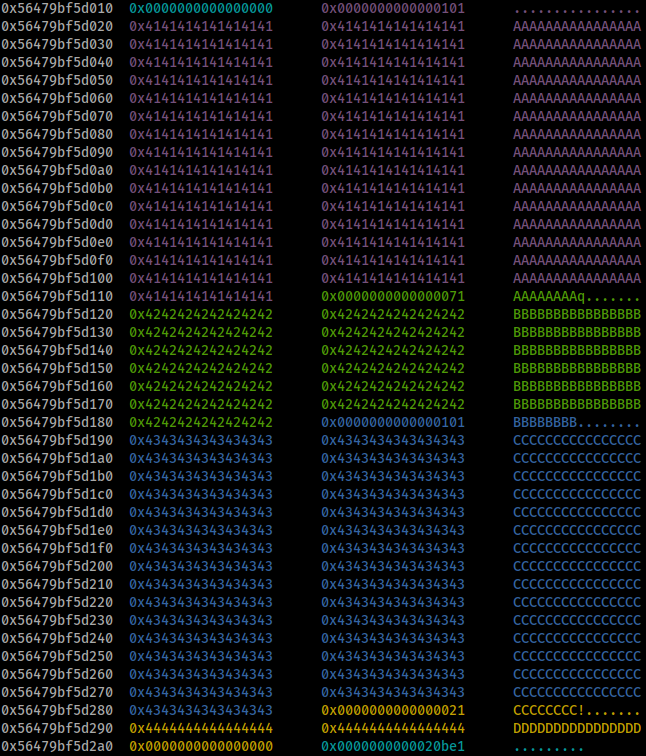 0x56479bf5d010 0x0000000000000000 0x0000000000000101 ................
0x56479bf5d020 0x4141414141414141 0x4141414141414141 AAAAAAAAAAAAAAAA
0x56479bf5d030 0x4141414141414141 0x4141414141414141 AAAAAAAAAAAAAAAA
0x56479bf5d040 0x4141414141414141 0x4141414141414141 AAAAAAAAAAAAAAAA
0x56479bf5d050 0x4141414141414141 0x4141414141414141 AAAAAAAAAAAAAAAA
0x56479bf5d060 0x4141414141414141 0x4141414141414141 AAAAAAAAAAAAAAAA
0x56479bf5d070 0x4141414141414141 0x4141414141414141 AAAAAAAAAAAAAAAA
0x56479bf5d080 0x4141414141414141 0x4141414141414141 AAAAAAAAAAAAAAAA
0x56479bf5d090 0x4141414141414141 0x4141414141414141 AAAAAAAAAAAAAAAA
0x56479bf5d0a0 0x4141414141414141 0x4141414141414141 AAAAAAAAAAAAAAAA
0x56479bf5d0b0 0x4141414141414141 0x4141414141414141 AAAAAAAAAAAAAAAA
0x56479bf5d0c0 0x4141414141414141 0x4141414141414141 AAAAAAAAAAAAAAAA
0x56479bf5d0d0 0x4141414141414141 0x4141414141414141 AAAAAAAAAAAAAAAA
0x56479bf5d0e0 0x4141414141414141 0x4141414141414141 AAAAAAAAAAAAAAAA
0x56479bf5d0f0 0x4141414141414141 0x4141414141414141 AAAAAAAAAAAAAAAA
0x56479bf5d100 0x4141414141414141 0x4141414141414141 AAAAAAAAAAAAAAAA
0x56479bf5d110 0x4141414141414141 0x0000000000000071 AAAAAAAAq.......
0x56479bf5d120 0x4242424242424242 0x4242424242424242 BBBBBBBBBBBBBBBB
0x56479bf5d130 0x4242424242424242 0x4242424242424242 BBBBBBBBBBBBBBBB
0x56479bf5d140 0x4242424242424242 0x4242424242424242 BBBBBBBBBBBBBBBB
0x56479bf5d150 0x4242424242424242 0x4242424242424242 BBBBBBBBBBBBBBBB
0x56479bf5d160 0x4242424242424242 0x4242424242424242 BBBBBBBBBBBBBBBB
0x56479bf5d170 0x4242424242424242 0x4242424242424242 BBBBBBBBBBBBBBBB
0x56479bf5d180 0x4242424242424242 0x0000000000000101 BBBBBBBB........
0x56479bf5d190 0x4343434343434343 0x4343434343434343 CCCCCCCCCCCCCCCC
0x56479bf5d1a0 0x4343434343434343 0x4343434343434343 CCCCCCCCCCCCCCCC
0x56479bf5d1b0 0x4343434343434343 0x4343434343434343 CCCCCCCCCCCCCCCC
0x56479bf5d1c0 0x4343434343434343 0x4343434343434343 CCCCCCCCCCCCCCCC
0x56479bf5d1d0 0x4343434343434343 0x4343434343434343 CCCCCCCCCCCCCCCC
0x56479bf5d1e0 0x4343434343434343 0x4343434343434343 CCCCCCCCCCCCCCCC
0x56479bf5d1f0 0x4343434343434343 0x4343434343434343 CCCCCCCCCCCCCCCC
0x56479bf5d200 0x4343434343434343 0x4343434343434343 CCCCCCCCCCCCCCCC
0x56479bf5d210 0x4343434343434343 0x4343434343434343 CCCCCCCCCCCCCCCC
0x56479bf5d220 0x4343434343434343 0x4343434343434343 CCCCCCCCCCCCCCCC
0x56479bf5d230 0x4343434343434343 0x4343434343434343 CCCCCCCCCCCCCCCC
0x56479bf5d240 0x4343434343434343 0x4343434343434343 CCCCCCCCCCCCCCCC
0x56479bf5d250 0x4343434343434343 0x4343434343434343 CCCCCCCCCCCCCCCC
0x56479bf5d260 0x4343434343434343 0x4343434343434343 CCCCCCCCCCCCCCCC
0x56479bf5d270 0x4343434343434343 0x4343434343434343 CCCCCCCCCCCCCCCC
0x56479bf5d280 0x4343434343434343 0x0000000000000021 CCCCCCCC!.......
0x56479bf5d290 0x4444444444444444 0x4444444444444444 DDDDDDDDDDDDDDDD
0x56479bf5d2a0 0x0000000000000000 0x0000000000020be1 .........